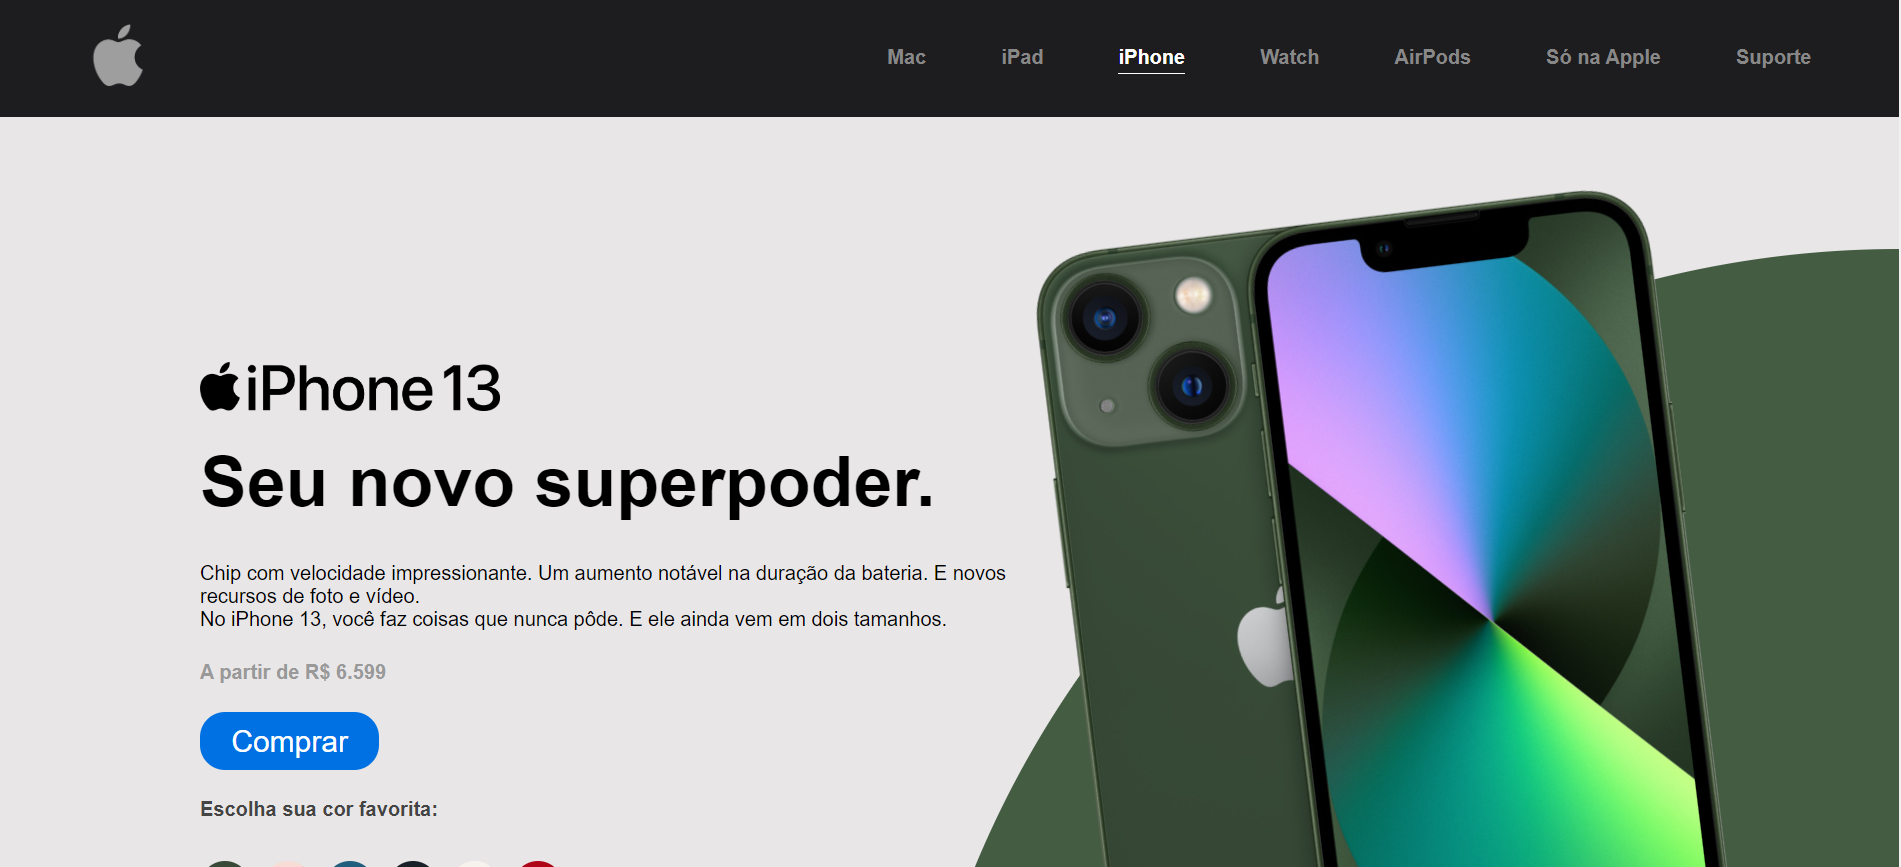 Mac iPad iPhone Watch AirPods Só na Apple Suporte
iPhone 13
Seu novo superpoder.
Chip com velocidade impressionante. Um aumento notável na duração da bateria. E novos
recursos de foto e vídeo.
No iPhone 13, você faz coisas que nunca pôde. E ele ainda vem em dois tamanhos.
A partir de R$ 6.599
Comprar
Escolha sua cor favorita: